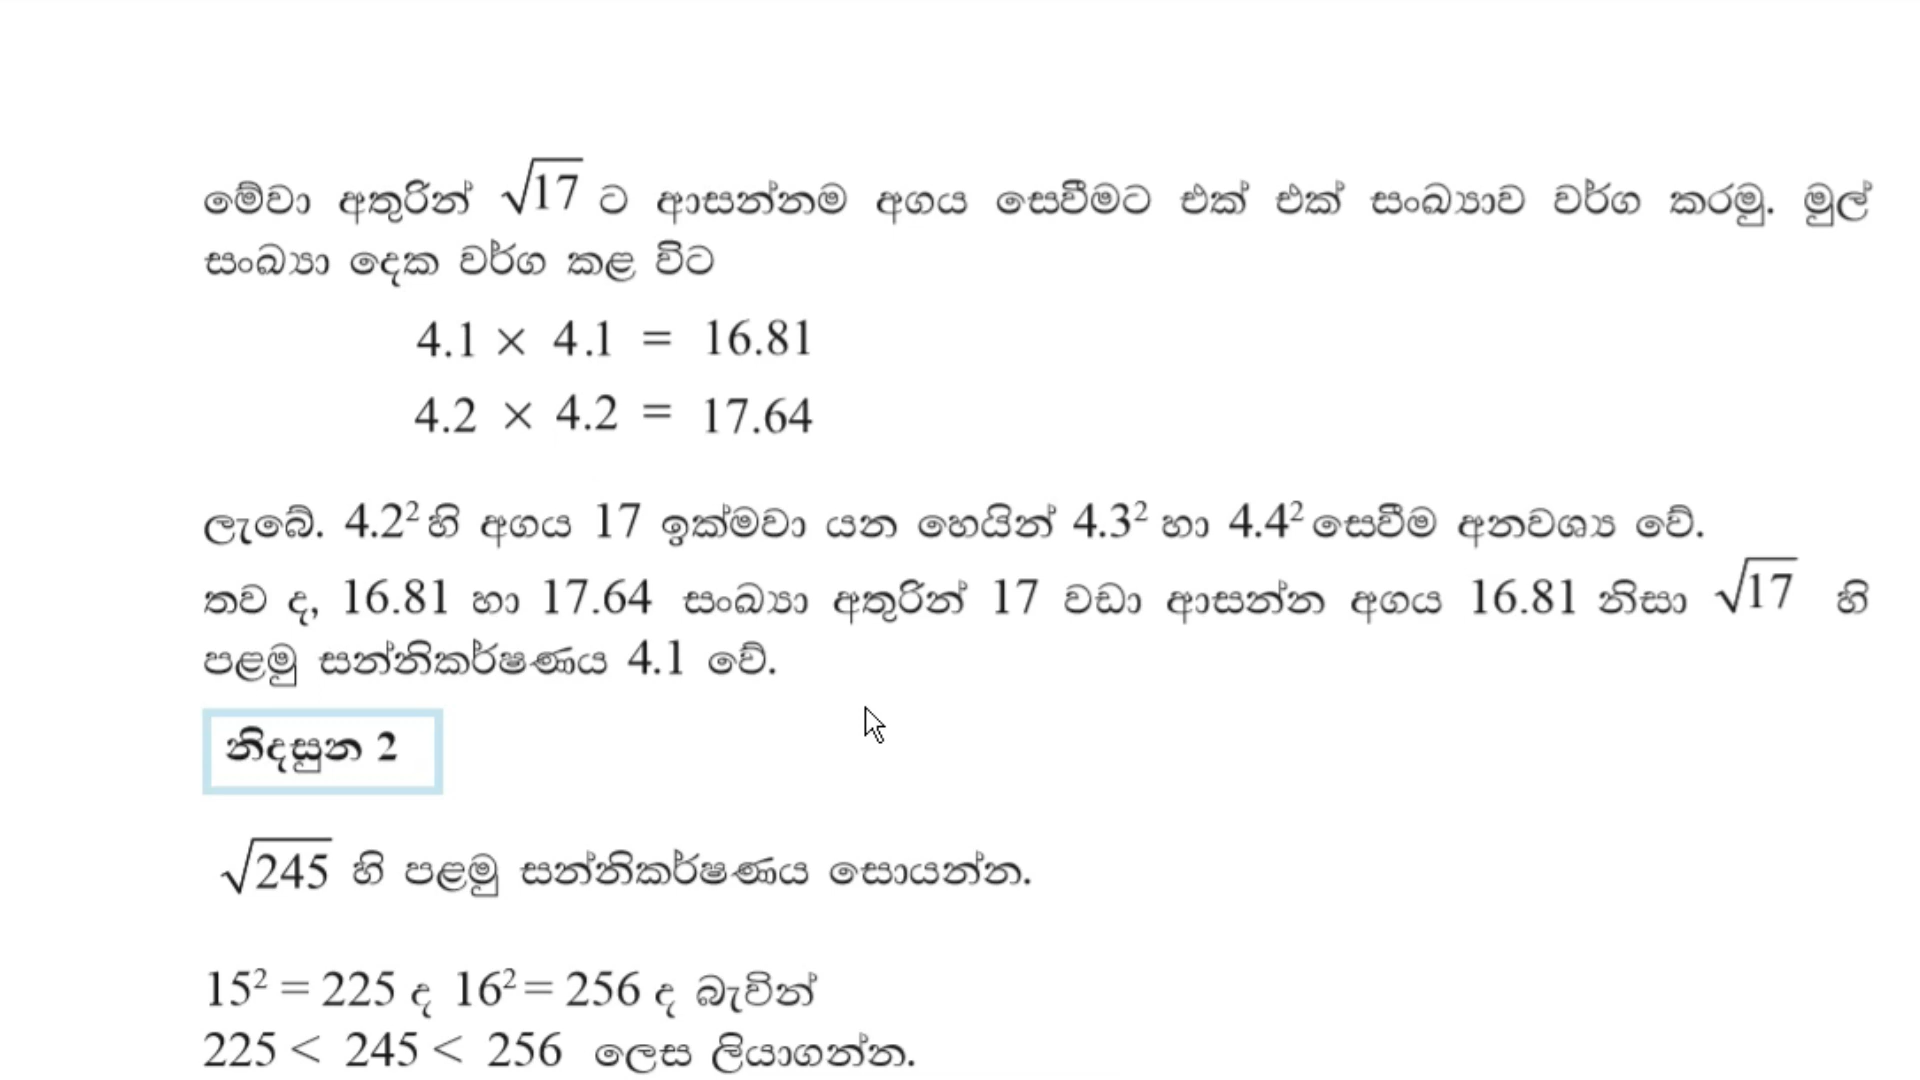 මේවා අතුරින් √17 ට ආසන්නම අගය සෙවීමට එක් එක් සංඛ්‍යාව වර්ග කරමු. මුල්
සංඛ්‍යා දෙක වර්ග කළ විට
4.1 × 4.1 = 16.81
4.2 × 4.2 = 17.64
ලැබේ. 4.2² හි අගය 17 ඉක්මවා යන හෙයින් 4.3² හා 4.4² සෙවීම අනවශ්‍ය වේ.
තව ද, 16.81 හා 17.64 සංඛ්‍යා අතුරින් 17 වඩා ආසන්න අගය 16.81 නිසා √17 හි
පළමු සන්නිකර්ෂණය 4.1 වේ.
නිදසුන 2
√245 හි පළමු සන්නිකර්ෂණය සොයන්න.
15² = 225 ද 16² = 256 ද බැවින්
225 < 245 < 256 ලෙස ලියාගන්න.